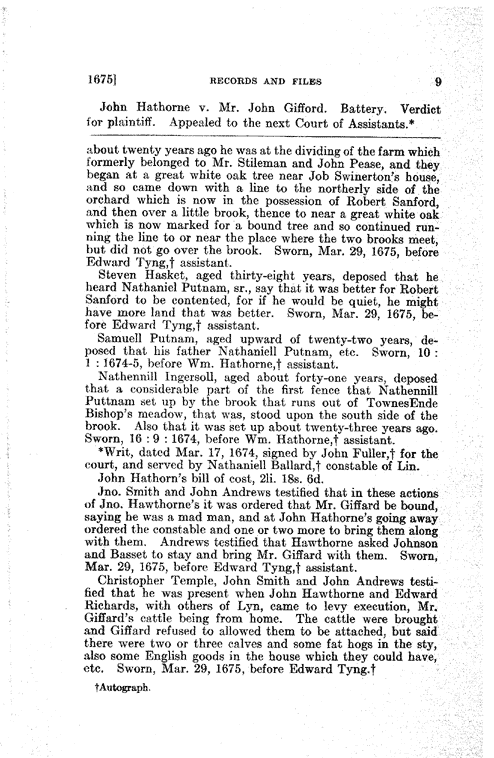 1675] RECORDS AND FILES 9
John Hathorne v. Mr. John Gifford. Battery. Verdict
for plaintiff. Appealed to the next Court of Assistants.*
about twenty years ago he was at the dividing of the farm which
formerly belonged to Mr. Stileman and John Pease, and they
began at a great white oak tree near Job Swinerton's house,
and so came down with a line to the northerly side of the
orchard which is now in the possession of Robert Sanford,
and then over a little brook, thence to near a great white oak
which is now marked for a bound tree and so continued run-
ning the line to or near the place where the two brooks meet,
but did not go over the brook. Sworn, Mar. 29, 1675, before
Edward Tyng,† assistant.
Steven Hasket, aged thirty-eight years, deposed that he
heard Nathaniel Putnam, sr., say that it was better for Robert
Sanford to be contented, for if he would be quiet, he might
have more land that was better. Sworn, Mar. 29, 1675, be-
fore Edward Tyng,† assistant.
Samuell Putnam, aged upward of twenty-two years, de-
posed that his father Nathaniell Putnam, etc. Sworn, 10 :
1 : 1674-5, before Wm. Hathorne,† assistant.
Nathennill Ingersoll, aged about forty-one years, deposed
that a considerable part of the first fence that Nathennill
Puttnam set up by the brook that runs out of TownesEnde
Bishop's meadow, that was, stood upon the south side of the
brook. Also that it was set up about twenty-three years ago.
Sworn, 16 : 9 : 1674, before Wm. Hathorne,† assistant.
*Writ, dated Mar. 17, 1674, signed by John Fuller,† for the
court, and served by Nathaniell Ballard,† constable of Lin.
John Hathorn's bill of cost, 2li. 18s. 6d.
Jno. Smith and John Andrews testified that in these actions
of Jno. Hawthorne's it was ordered that Mr. Giffard be bound,
saying he was a mad man, and at John Hathorne's going away
ordered the constable and one or two more to bring them along
with them. Andrews testified that Hawthorne asked Johnson
and Basset to stay and bring Mr. Giffard with them. Sworn,
Mar. 29, 1675, before Edward Tyng,† assistant.
Christopher Temple, John Smith and John Andrews testi-
fied that he was present when John Hawthorne and Edward
Richards, with others of Lyn, came to levy execution, Mr.
Giffard's cattle being from home. The cattle were brought
and Giffard refused to allowed them to be attached, but said
there were two or three calves and some fat hogs in the sty,
also some English goods in the house which they could have,
etc. Sworn, Mar. 29, 1675, before Edward Tyng.†
†Autograph.